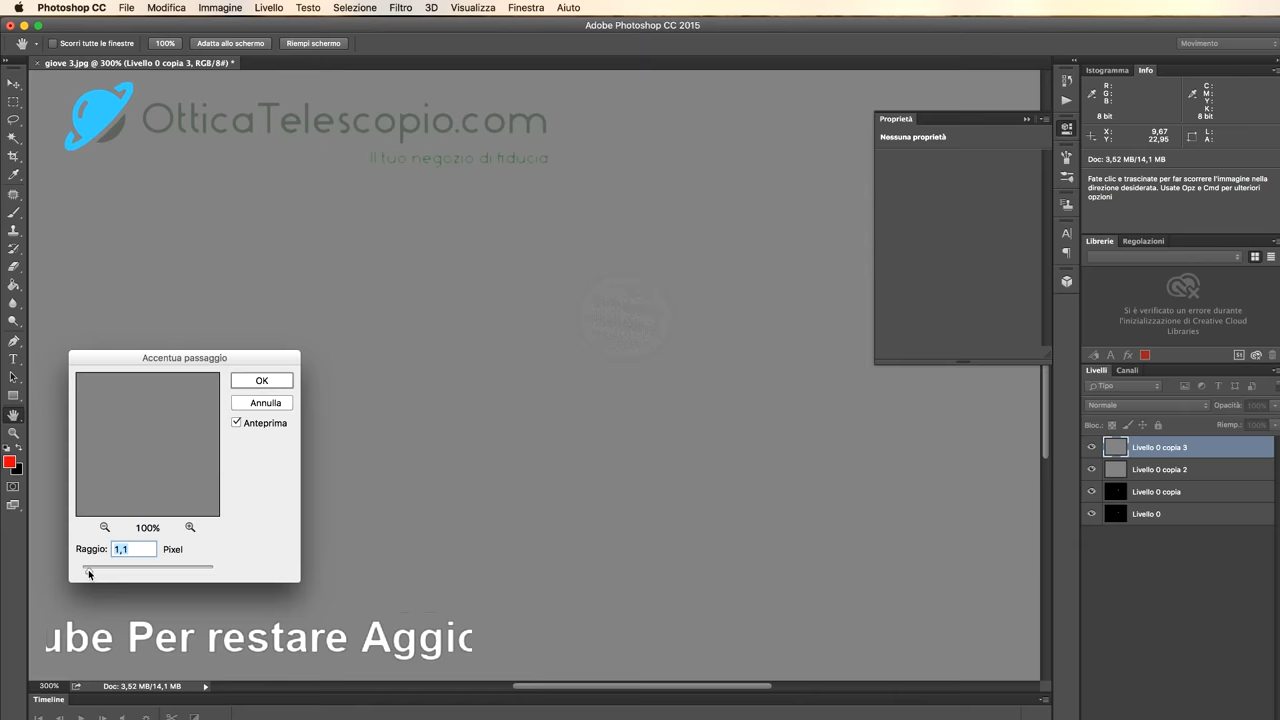 Photoshop CC File Modifica Immagine Livello Testo Selezione Filtro 3D Visualizza Finestra Aiuto
Adobe Photoshop CC 2015
Scorri tutte le finestre 100% Adatta allo schermo Riempi schermo Movimento
giove 3.jpg @ 300% (Livello 0 copia 3, RGB/8#) *
OtticaTelescopio.com
Il tuo negozio di fiducia
Proprietà
Nessuna proprietà
Istogramma Info
R: C:
G: M:
B: Y:
K:
8 bit 8 bit
X: 9,67 L:
Y: 22,95 A:
Doc: 3,52 MB/14,1 MB
Fate clic e trascinate per far scorrere l'immagine nella
direzione desiderata. Usate Opz e Cmd per ulteriori
opzioni
Librerie Regolazioni
Si è verificato un errore durante
l'inizializzazione di Creative Cloud
Libraries
Livelli Canali
Tipo
Normale Opacità: 100%
Bloc.: Riemp.: 100%
Livello 0 copia 3
Livello 0 copia 2
Livello 0 copia
Livello 0
Accentua passaggio
OK
Annulla
Anteprima
100%
Raggio: 1,1 Pixel
ube Per restare Aggio
300% Doc: 3,52 MB/14,1 MB
Timeline